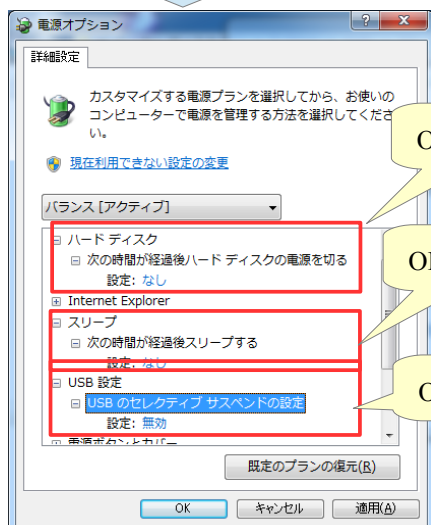 電源オプション
詳細設定
カスタマイズする電源プランを選択してから、お使いの
コンピューターで電源を管理する方法を選択してくださ
い。
現在利用できない設定の変更
バランス [アクティブ]
ハード ディスク
次の時間が経過後ハード ディスクの電源を切る
設定: なし
Internet Explorer
スリープ
次の時間が経過後スリープする
設定: なし
USB 設定
USB のセレクティブ サスペンドの設定
設定: 無効
電源ボタンとカバー
既定のプランの復元(R)
OK キャンセル 適用(A)